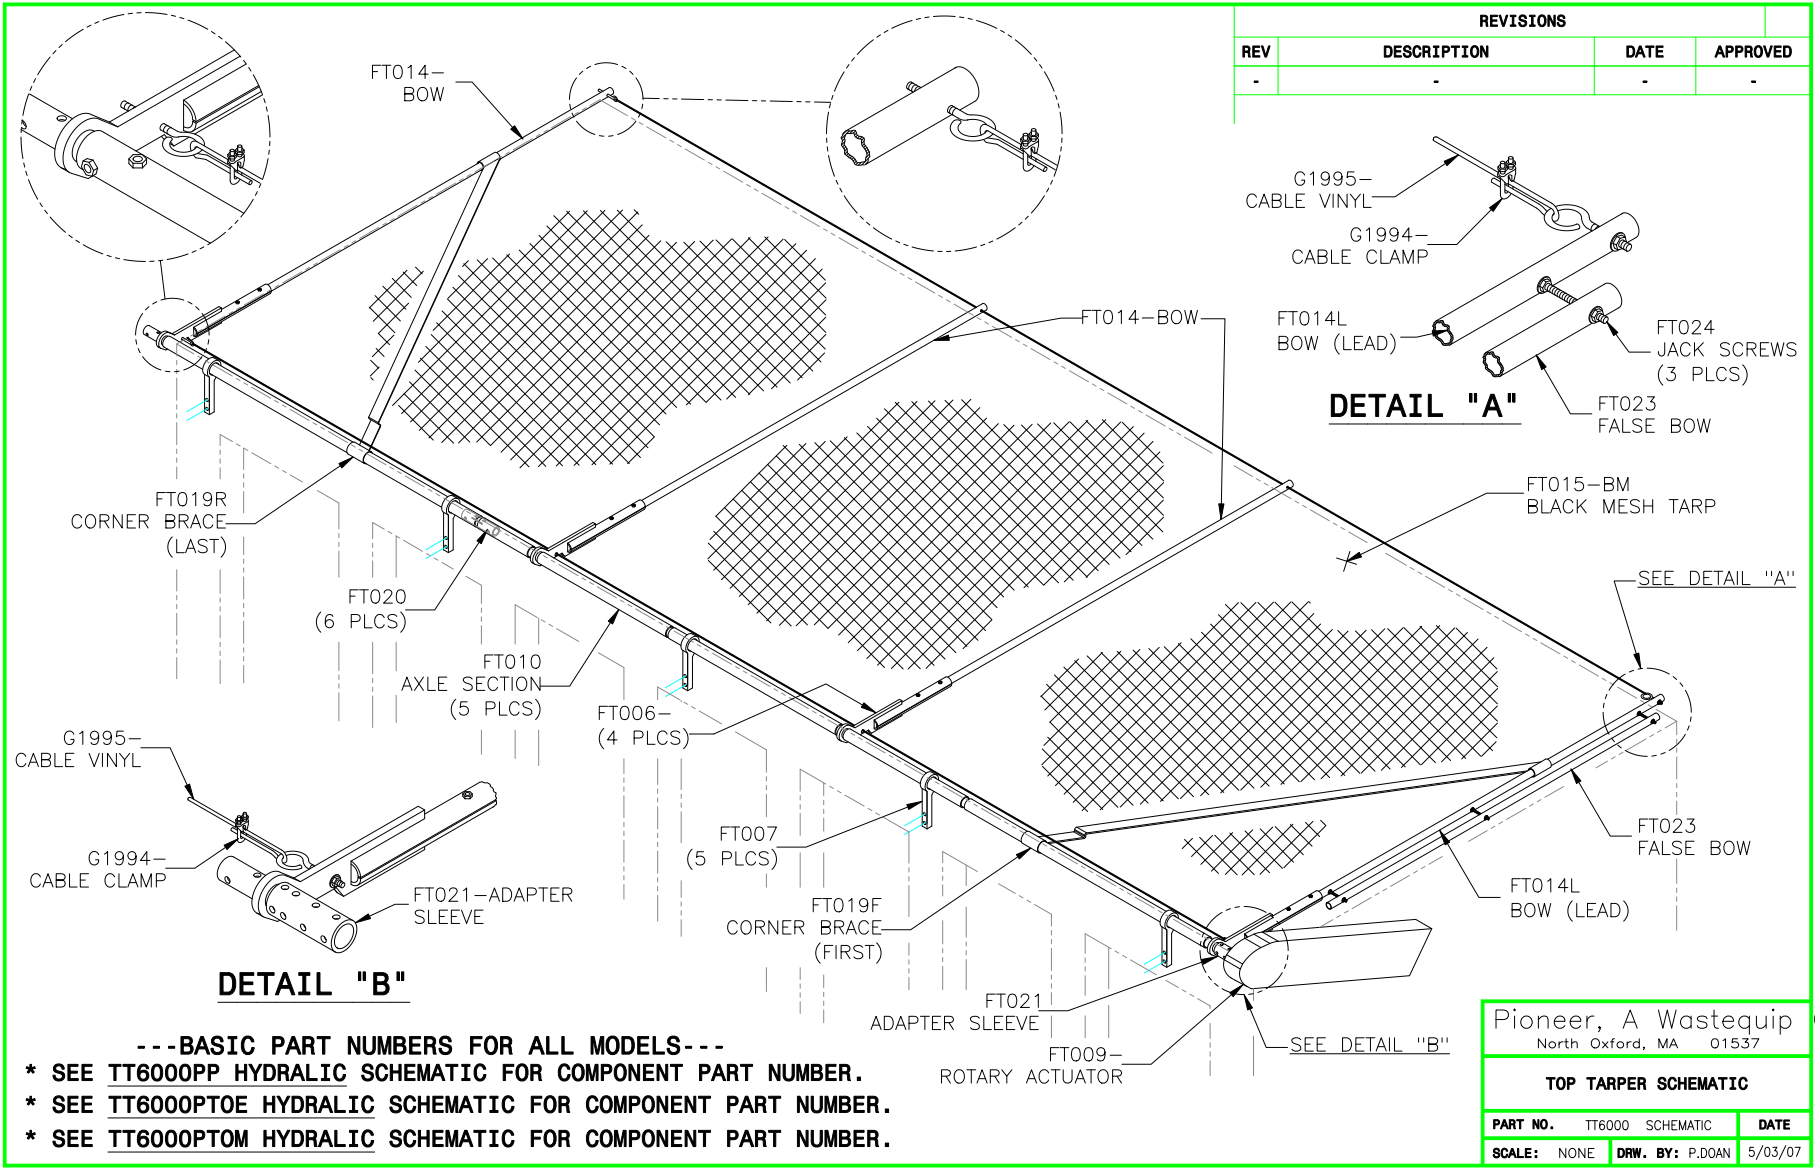 REVISIONS
REV DESCRIPTION DATE APPROVED
- - - -
FT014-
BOW
G1995-
CABLE VINYL
G1994-
CABLE CLAMP
FT014L
BOW (LEAD)
FT024
JACK SCREWS
(3 PLCS)
DETAIL "A"
FT023
FALSE BOW
FT014-BOW
FT015-BM
BLACK MESH TARP
SEE DETAIL "A"
FT019R
CORNER BRACE
(LAST)
FT020
(6 PLCS)
FT010
AXLE SECTION
(5 PLCS)
FT006-
(4 PLCS)
G1995-
CABLE VINYL
G1994-
CABLE CLAMP
FT021-ADAPTER
SLEEVE
DETAIL "B"
FT007
(5 PLCS)
FT019F
CORNER BRACE
(FIRST)
FT023
FALSE BOW
FT014L
BOW (LEAD)
FT021
ADAPTER SLEEVE
FT009-
ROTARY ACTUATOR
SEE DETAIL "B"
---BASIC PART NUMBERS FOR ALL MODELS---
* SEE TT6000PP HYDRALIC SCHEMATIC FOR COMPONENT PART NUMBER.
* SEE TT6000PTOE HYDRALIC SCHEMATIC FOR COMPONENT PART NUMBER.
* SEE TT6000PTOM HYDRALIC SCHEMATIC FOR COMPONENT PART NUMBER.
Pioneer, A Wastequip
North Oxford, MA 01537
TOP TARPER SCHEMATIC
PART NO. TT6000 SCHEMATIC DATE
SCALE: NONE DRW. BY: P.DOAN 5/03/07